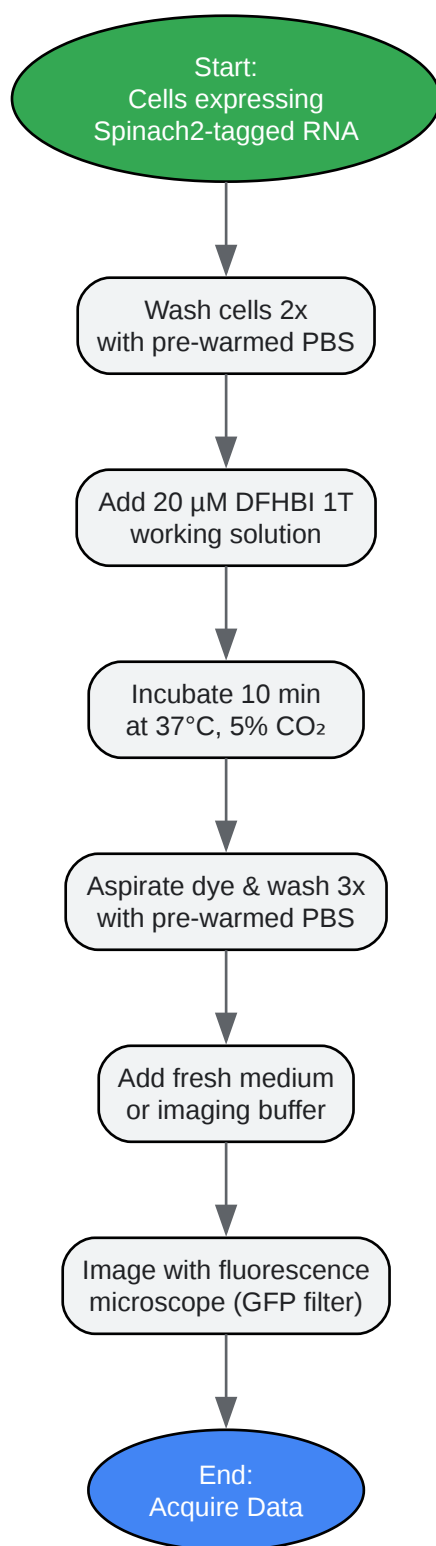 Start:
Cells expressing
Spinach2-tagged RNA
Wash cells 2x
with pre-warmed PBS
Add 20 µM DFHBI 1T
working solution
Incubate 10 min
at 37°C, 5% CO₂
Aspirate dye & wash 3x
with pre-warmed PBS
Add fresh medium
or imaging buffer
Image with fluorescence
microscope (GFP filter)
End:
Acquire Data